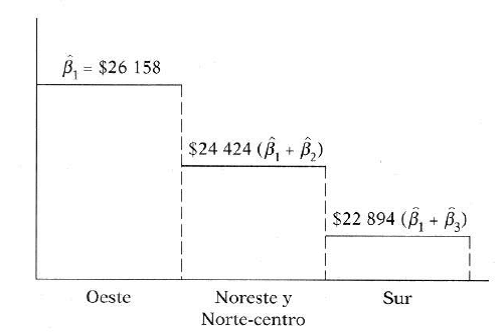 β̂₁ = $26 158
$24 424 (β̂₁ + β̂₂)
$22 894 (β̂₁ + β̂₃)
Oeste
Noreste y
Norte-centro
Sur